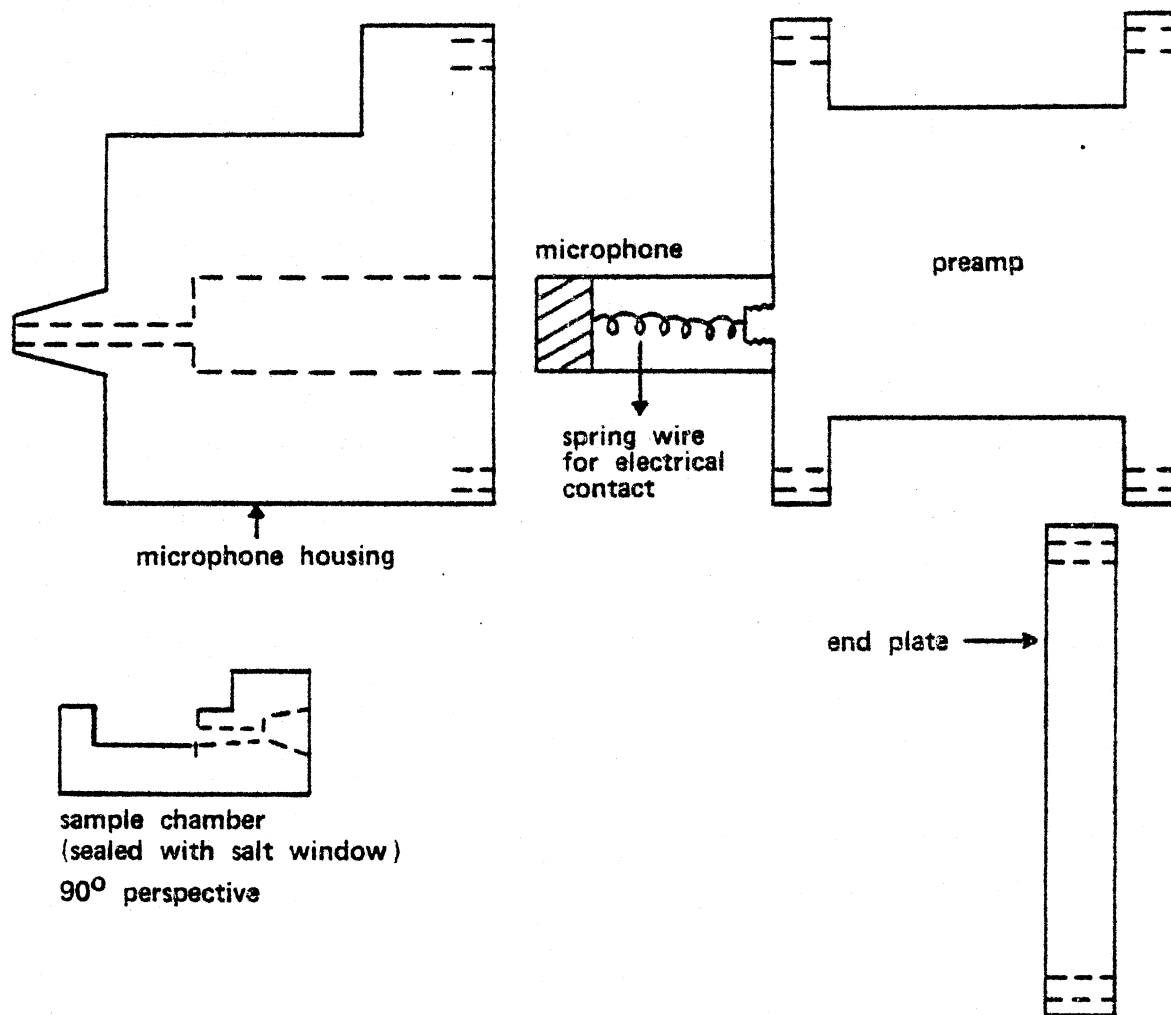 microphone
preamp
spring wire
for electrical
contact
microphone housing
end plate
sample chamber
(sealed with salt window)
90° perspective